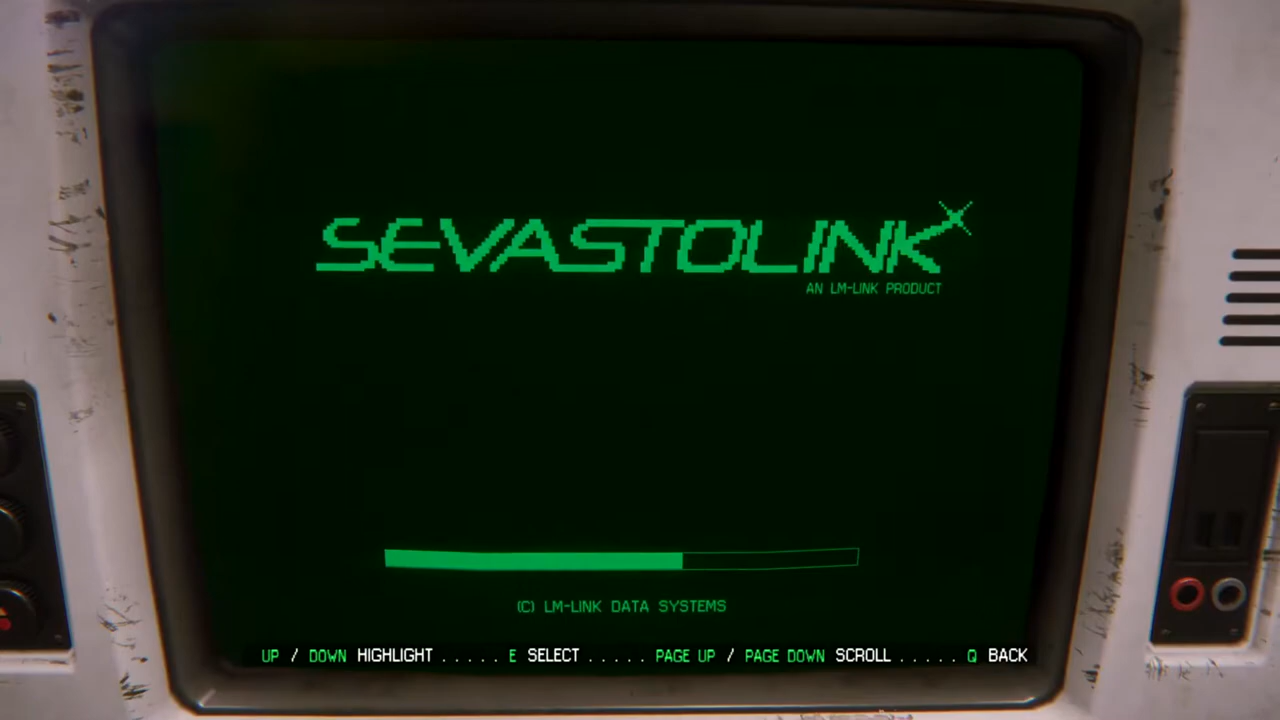 SEVASTOLINK
AN LM-LINK PRODUCT
(C) LM-LINK DATA SYSTEMS
UP / DOWN HIGHLIGHT ..... E SELECT ..... PAGE UP / PAGE DOWN SCROLL ..... Q BACK